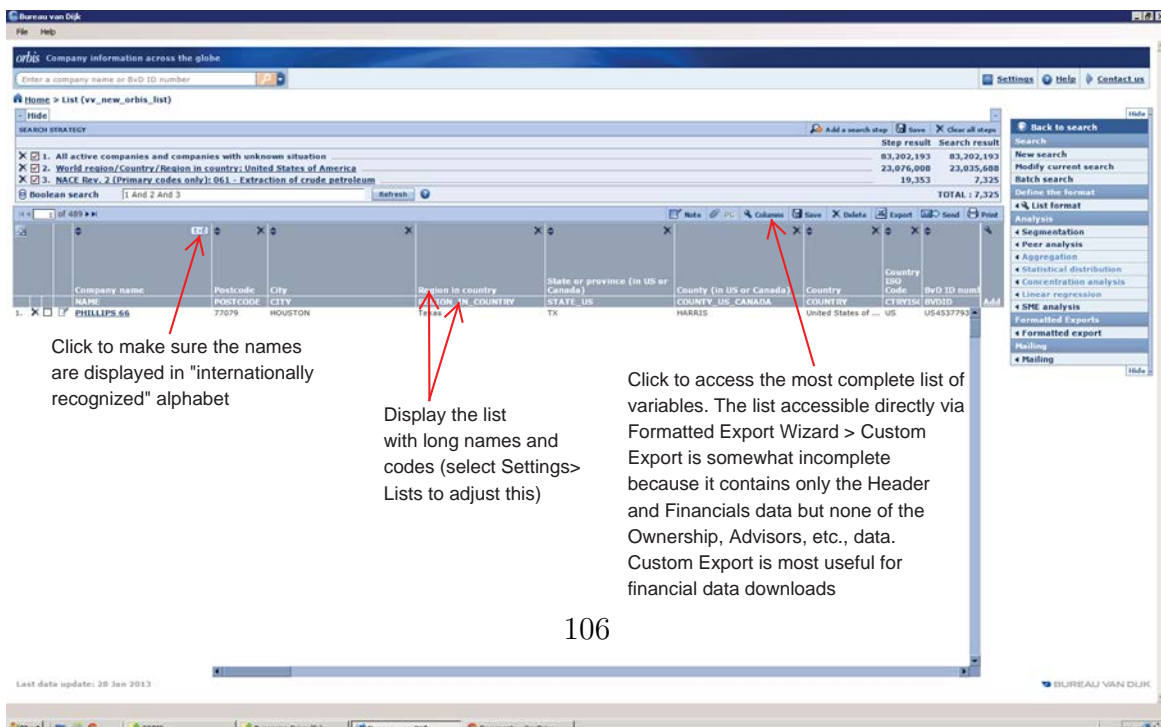 Bureau van Dijk
File Help
orbis Company information across the globe
Enter a company name or BvD ID number
Settings Help Contact us
Home > List (vv_new_orbis_list)
Hide
Hide
SEARCH STRATEGY Add a search step Save Clear all steps
Step result Search result
1. All active companies and companies with unknown situation 83,202,193 83,202,193
2. World region/Country/Region in country: United States of America 23,076,008 23,035,688
3. NACE Rev. 2 (Primary codes only): 061 - Extraction of crude petroleum 19,353 7,325
Boolean search 1 And 2 And 3 Refresh TOTAL : 7,325
1 of 489 Note Columns Save Delete Export Send Print
Company name Postcode City Region in country State or province (in US or Canada) County (in US or Canada) Country Country ISO Code BvD ID numb
NAME POSTCODE CITY REGION_IN_COUNTRY STATE_US COUNTY_US_CANADA COUNTRY CTRYISO BVDID Add
1. PHILLIPS 66 77079 HOUSTON Texas TX HARRIS United States of ... US US4537793
Back to search
Search
New search
Modify current search
Batch search
Define the format
List format
Analysis
Segmentation
Peer analysis
Aggregation
Statistical distribution
Concentration analysis
Linear regression
SME analysis
Formatted Exports
Formatted export
Mailing
Mailing
Hide
Click to make sure the names
are displayed in "internationally
recognized" alphabet
Display the list
with long names and
codes (select Settings>
Lists to adjust this)
Click to access the most complete list of
variables. The list accessible directly via
Formatted Export Wizard > Custom
Export is somewhat incomplete
because it contains only the Header
and Financials data but none of the
Ownership, Advisors, etc., data.
Custom Export is most useful for
financial data downloads
106
Last data update: 28 Jan 2013
BUREAU VAN DIJK